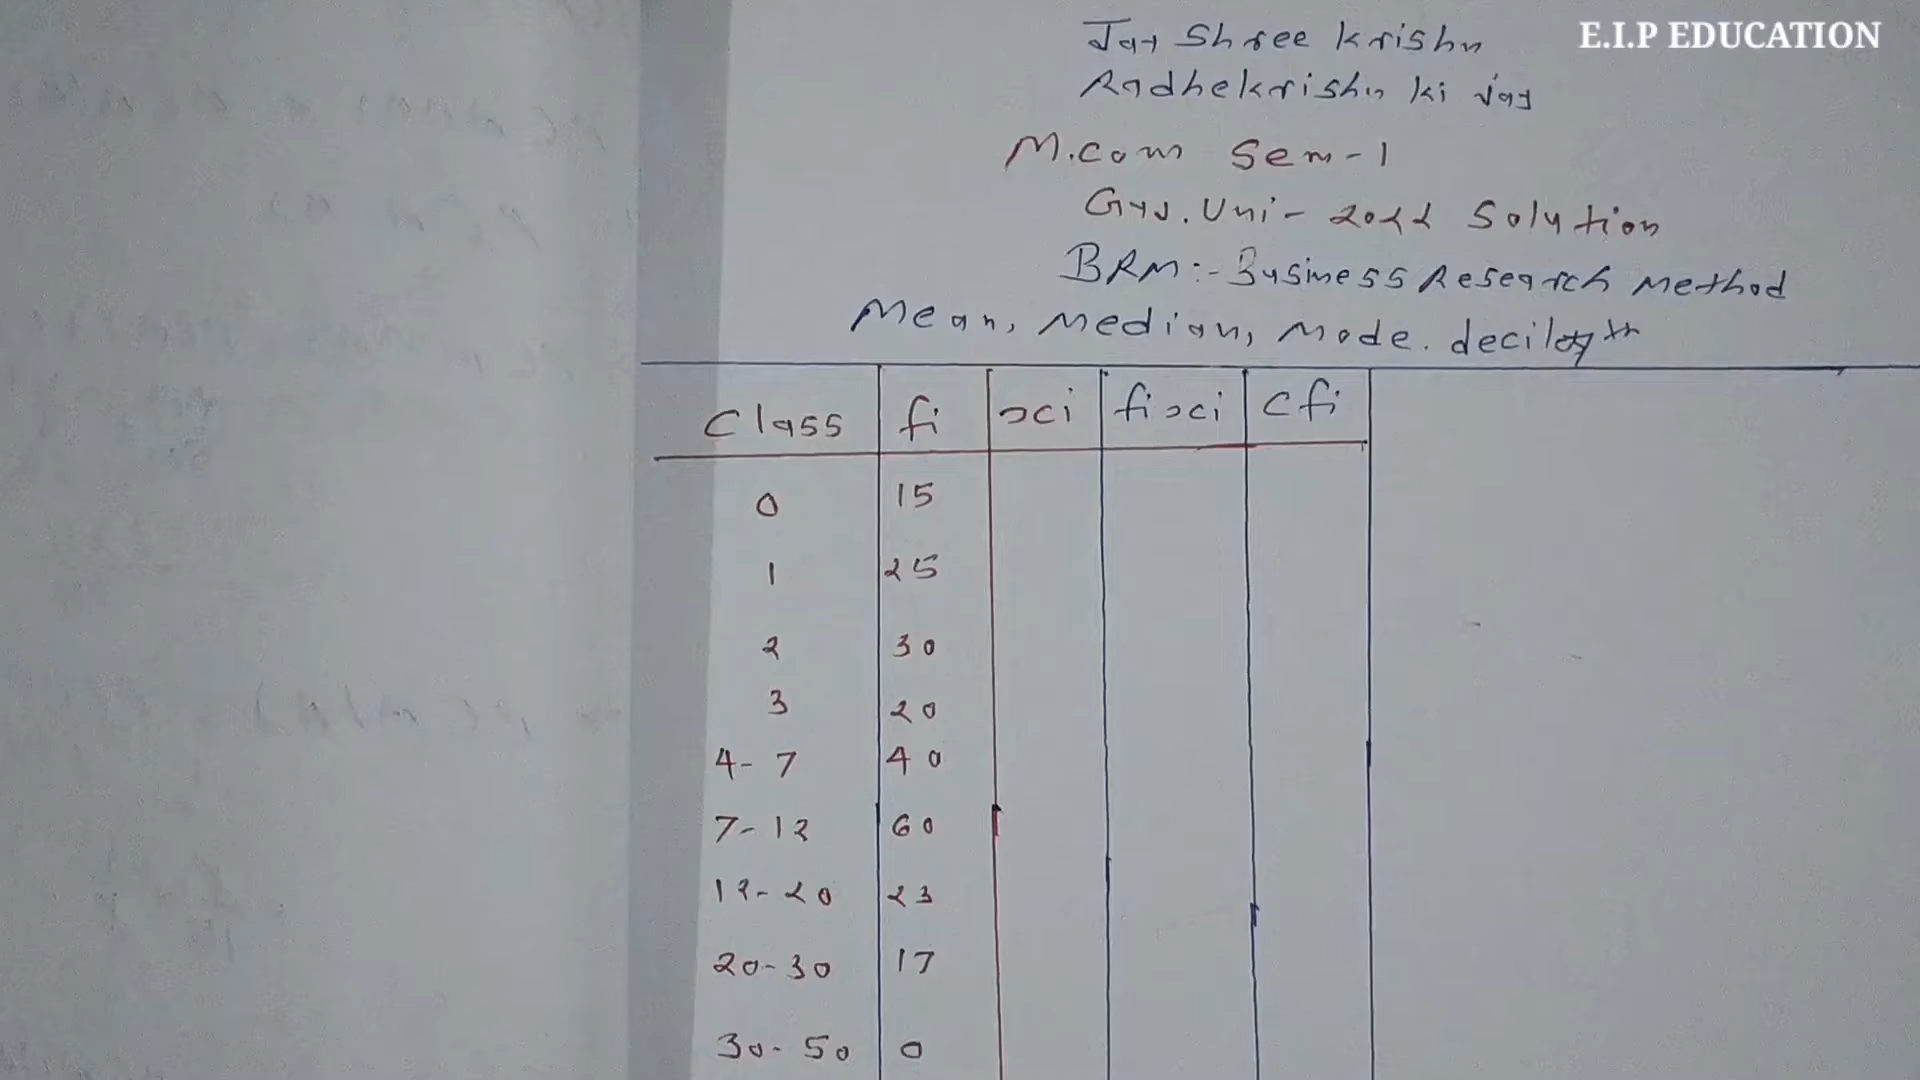 E.I.P EDUCATION
Jay Shree Krishn
Radhekrishn ki Jay
M.com Sem-1
Guj. Uni- 2022 Solution
BRM:- Business Research Method
Mean, Median, Mode. decile
Class fi xi fixi Cfi
0 15
1 25
2 30
3 20
4-7 40
7-12 60
12-20 23
20-30 17
30-50 0